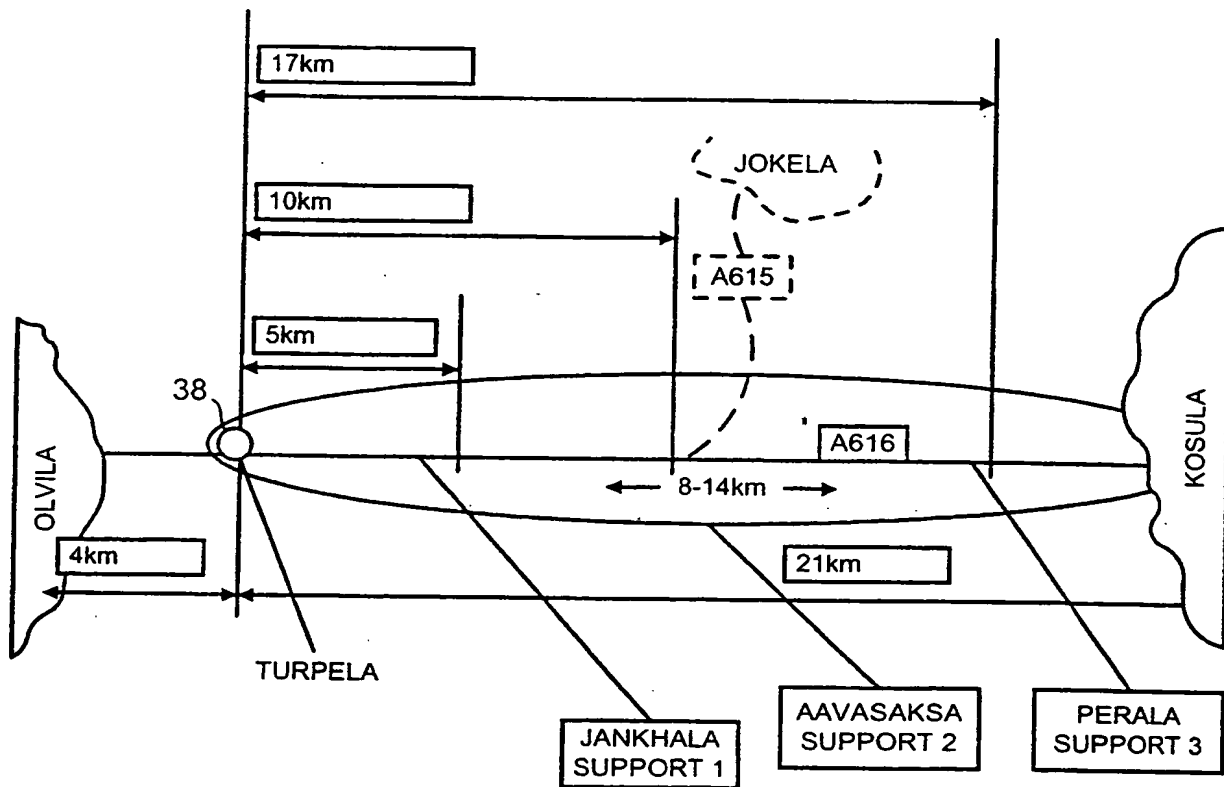 17km
JOKELA
10km
A615
5km
38
A616
KOSULA
OLVILA
8-14km
4km
21km
TURPELA
JANKHALA
SUPPORT 1
AAVASAKSA
SUPPORT 2
PERALA
SUPPORT 3